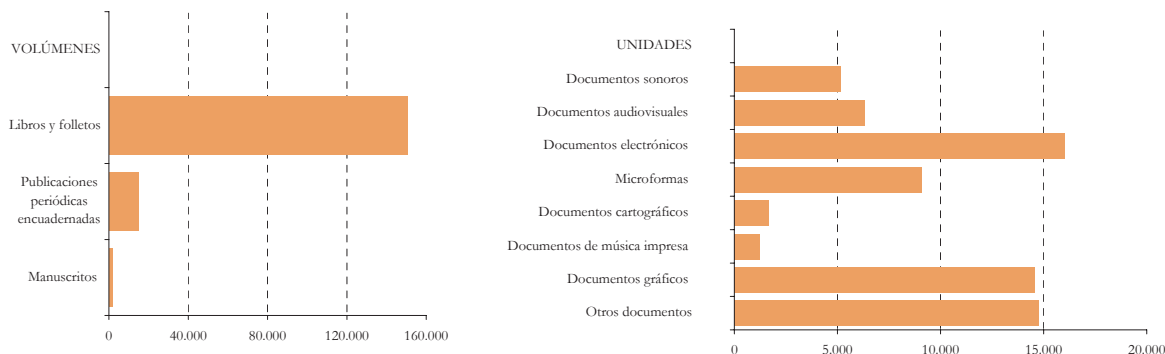 VOLÚMENES
Libros y folletos
Publicaciones
periódicas
encuadernadas
Manuscritos
0 40.000 80.000 120.000 160.000
UNIDADES
Documentos sonoros
Documentos audiovisuales
Documentos electrónicos
Microformas
Documentos cartográficos
Documentos de música impresa
Documentos gráficos
Otros documentos
0 5.000 10.000 15.000 20.000